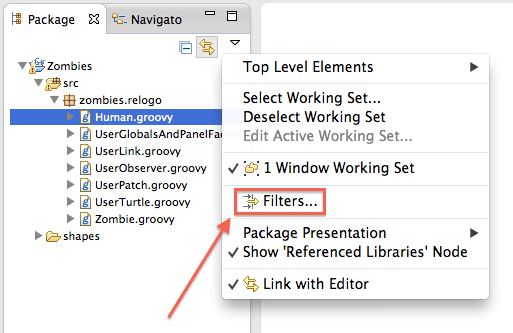 Package
Navigato
Zombies
src
zombies.relogo
Human.groovy
UserGlobalsAndPanelFac
UserLink.groovy
UserObserver.groovy
UserPatch.groovy
UserTurtle.groovy
Zombie.groovy
shapes
Top Level Elements
Select Working Set...
Deselect Working Set
Edit Active Working Set...
1 Window Working Set
Filters...
Package Presentation
Show 'Referenced Libraries' Node
Link with Editor